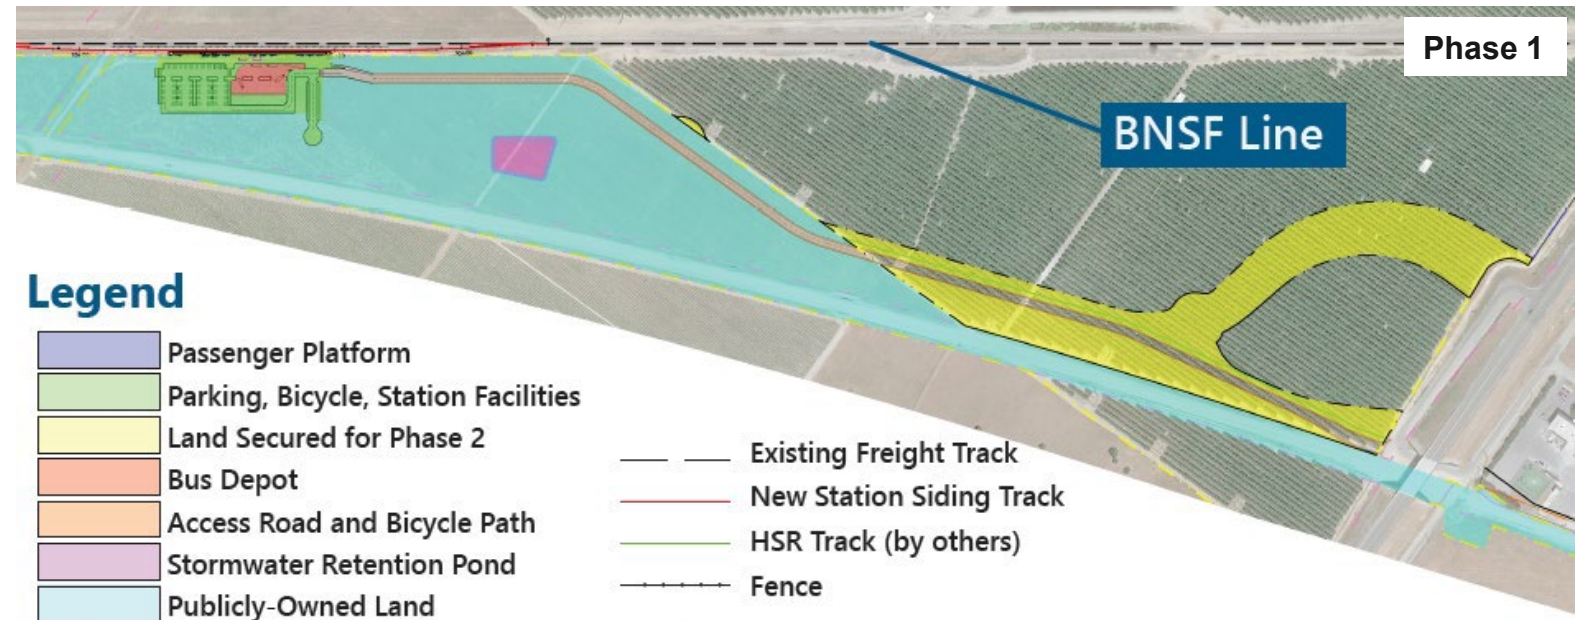 Phase 1
BNSF Line
Legend
Passenger Platform
Parking, Bicycle, Station Facilities
Land Secured for Phase 2
Bus Depot
Access Road and Bicycle Path
Stormwater Retention Pond
Publicly-Owned Land
Existing Freight Track
New Station Siding Track
HSR Track (by others)
Fence